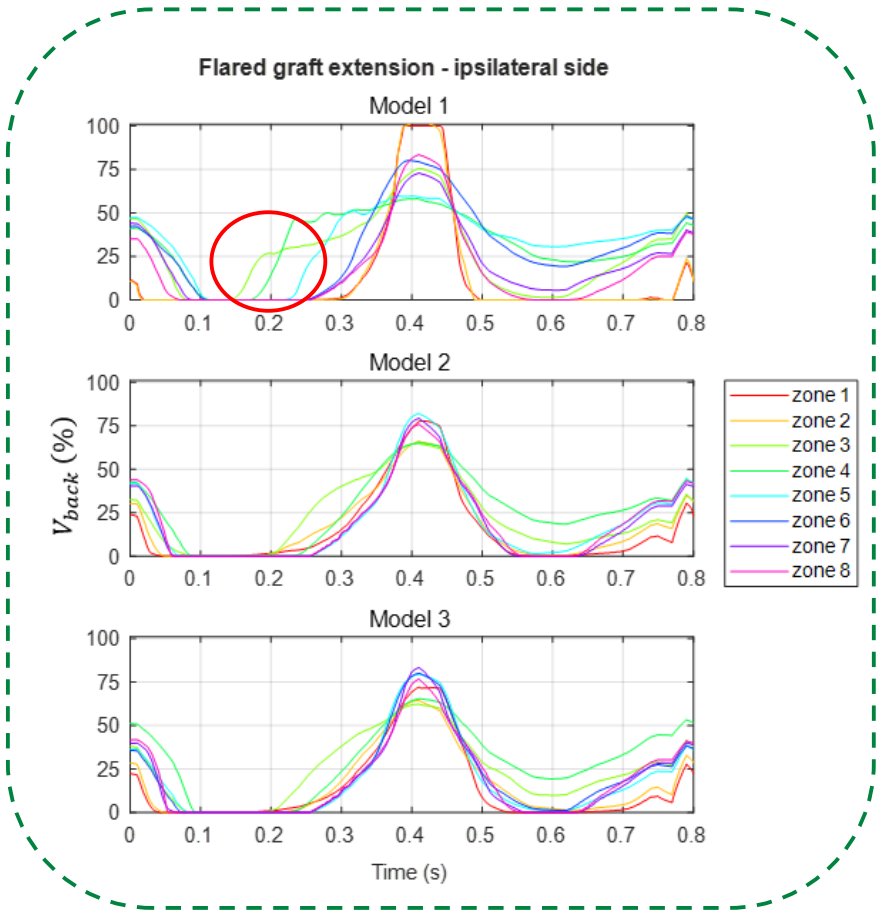 Flared graft extension - ipsilateral side
Model 1
100
75
50
25
0
0 0.1 0.2 0.3 0.4 0.5 0.6 0.7 0.8
Model 2
100
75
50
25
0
0 0.1 0.2 0.3 0.4 0.5 0.6 0.7 0.8
V_back (%)
zone 1
zone 2
zone 3
zone 4
zone 5
zone 6
zone 7
zone 8
Model 3
100
75
50
25
0
0 0.1 0.2 0.3 0.4 0.5 0.6 0.7 0.8
Time (s)